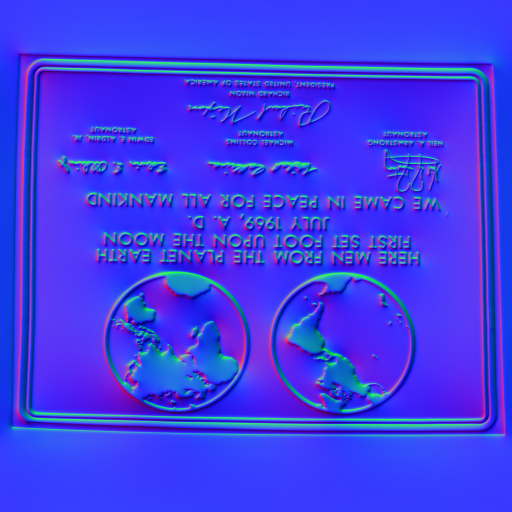 HERE MEN FROM THE PLANET EARTH
FIRST SET FOOT UPON THE MOON
JULY 1969, A. D.
WE CAME IN PEACE FOR ALL MANKIND
NEIL A. ARMSTRONG
ASTRONAUT
MICHAEL COLLINS
ASTRONAUT
EDWIN E. ALDRIN, JR.
ASTRONAUT
RICHARD NIXON
PRESIDENT, UNITED STATES OF AMERICA